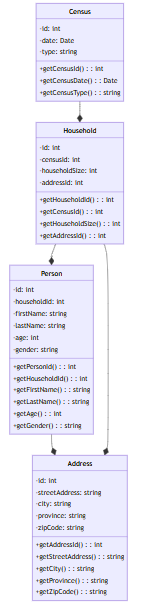 Census
-id: int
-date: Date
-type: string
+getCensusId() : : int
+getCensusDate() : : Date
+getCensusType() : : string
Household
-id: int
-censusId: int
-householdSize: int
-addressId: int
+getHouseholdId() : : int
+getCensusId() : : int
+getHouseholdSize() : : int
+getAddressId() : : int
Person
-id: int
-householdId: int
-firstName: string
-lastName: string
-age: int
-gender: string
+getPersonId() : : int
+getHouseholdId() : : int
+getFirstName() : : string
+getLastName() : : string
+getAge() : : int
+getGender() : : string
Address
-id: int
-streetAddress: string
-city: string
-province: string
-zipCode: string
+getAddressId() : : int
+getStreetAddress() : : string
+getCity() : : string
+getProvince() : : string
+getZipCode() : : string